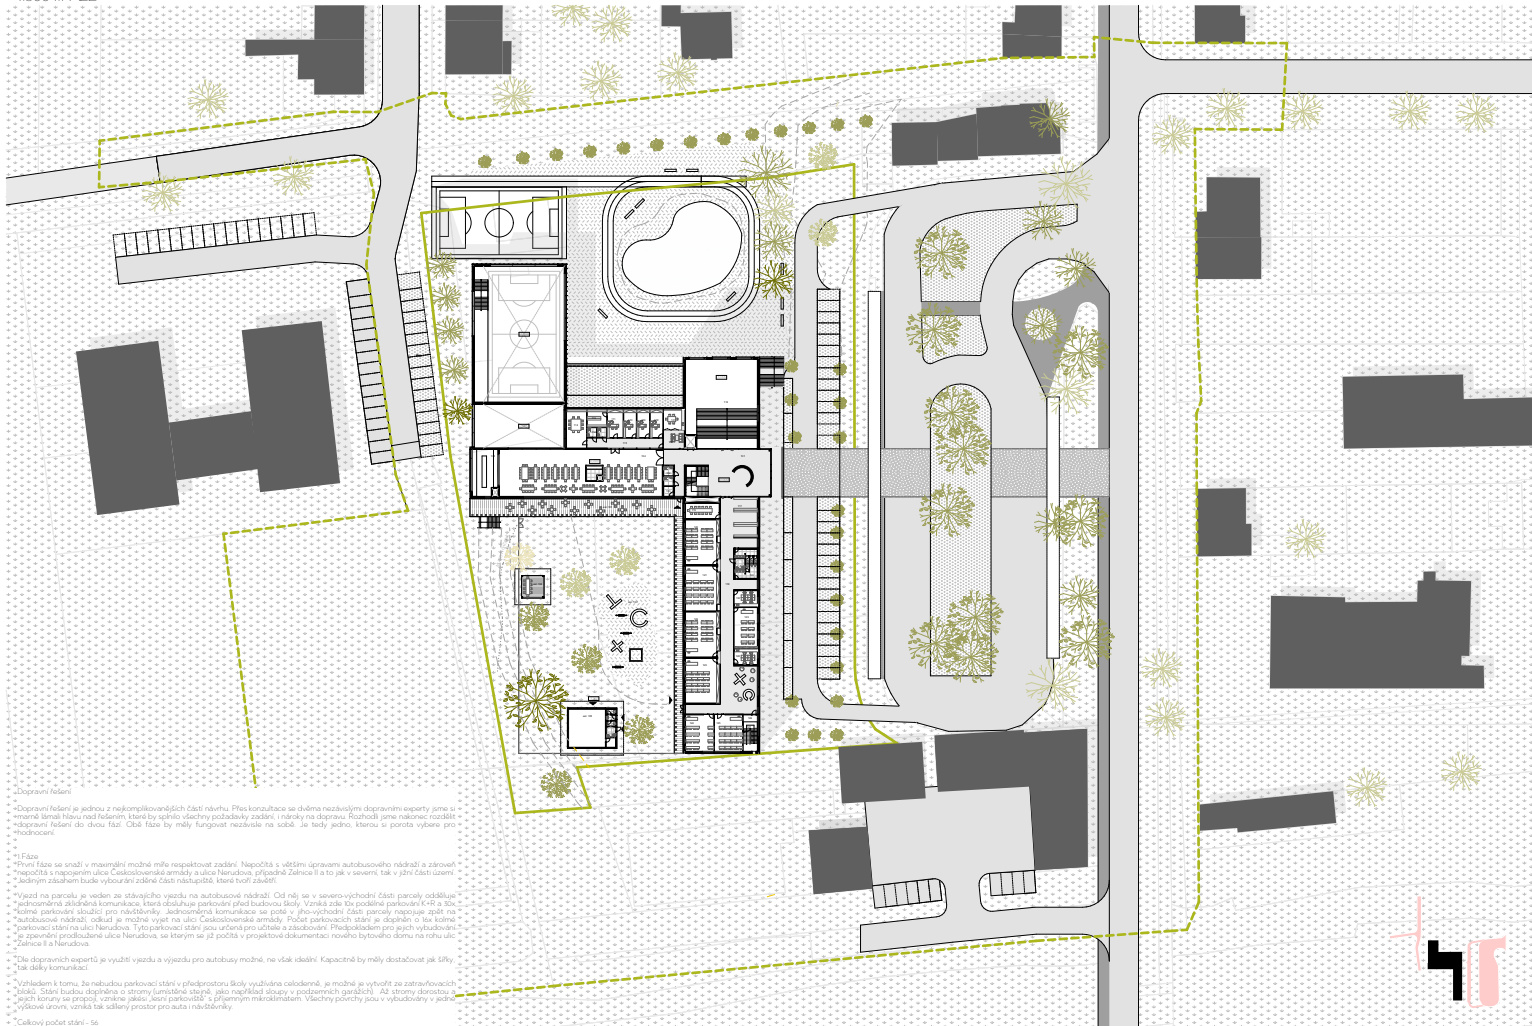 Dopravní řešení
Dopravní řešení je jednou z nejkomplikovanějších částí návrhu. Přes konzultace se dvěma nezávislými dopravními experty jsme si
marně lámali hlavu nad řešením, které by splnilo všechny požadavky zadání, i nároky na dopravu. Rozhodli jsme nakonec rozdělit
dopravní řešení do dvou fází. Obě fáze by měly fungovat nezávisle na sobě. Je tedy jedno, kterou si porota vybere pro
hodnocení.
I.Fáze
První fáze se snaží v maximální možné míře respektovat zadání. Nepočítá s většími úpravami autobusového nádraží a zároveň
nepočítá s napojením ulice Československé armády a ulice Nerudova, případně Želnice II a to jak v severní, tak v jižní části území.
Jediným zásahem bude vybourání zděné části nástupiště, které tvoří závětří.
Vjezd na parcelu je veden ze stávajícího vjezdu na autobusové nádraží. Od něj se v severo-východní části parcely odděluje
jednosměrná zklidněná komunikace, která obsluhuje parkování před budovou školy. Vzniká zde 10x podélné parkování K+R a 30x
kolmé parkování sloužící pro návštěvníky. Jednosměrná komunikace se poté v jiho-východní části parcely napojuje zpět na
autobusové nádraží, odkud je možné vyjet na ulici Československé armády. Počet parkovacích stání je doplněn o 16x kolmé
parkovací stání na ulici Nerudova. Tyto parkovací stání jsou určená pro učitele a zásobování. Předpokladem pro jejich vybudování
je zpevnění prodloužené ulice Nerudova, se kterým se již počítá v projektové dokumentaci nového bytového domu na rohu ulic
Želnice II a Nerudova.
Dle dopravních expertů je využití vjezdu a výjezdu pro autobusy možné, ne však ideální. Kapacitně by měly dostačovat jak šířky,
tak délky komunikací.
Vzhledem k tomu, že nebudou parkovací stání v předprostoru školy využívána celodenně, je možné je vytvořit ze zatravňovacích
bloků. Stání budou doplněna o stromy (umístěné stejně, jako například sloupy v podzemních garážích). Až stromy dorostou a
jejich koruny se propojí, vznikne jakési „lesní parkoviště“ s příjemným mikroklimatem. Všechny povrchy jsou v vybudovány v jedné
výškové úrovni, vzniká tak sdílený prostor pro auta i návštěvníky.
Celkový počet stání - 56